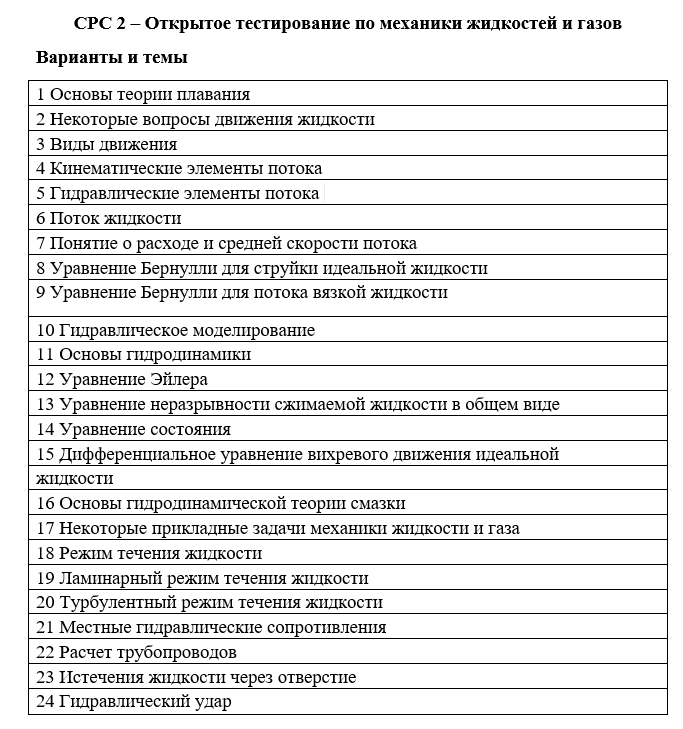 СРС 2 – Открытое тестирование по механики жидкостей и газов
Варианты и темы
1 Основы теории плавания
2 Некоторые вопросы движения жидкости
3 Виды движения
4 Кинематические элементы потока
5 Гидравлические элементы потока
6 Поток жидкости
7 Понятие о расходе и средней скорости потока
8 Уравнение Бернулли для струйки идеальной жидкости
9 Уравнение Бернулли для потока вязкой жидкости
10 Гидравлическое моделирование
11 Основы гидродинамики
12 Уравнение Эйлера
13 Уравнение неразрывности сжимаемой жидкости в общем виде
14 Уравнение состояния
15 Дифференциальное уравнение вихревого движения идеальной
жидкости
16 Основы гидродинамической теории смазки
17 Некоторые прикладные задачи механики жидкости и газа
18 Режим течения жидкости
19 Ламинарный режим течения жидкости
20 Турбулентный режим течения жидкости
21 Местные гидравлические сопротивления
22 Расчет трубопроводов
23 Истечения жидкости через отверстие
24 Гидравлический удар